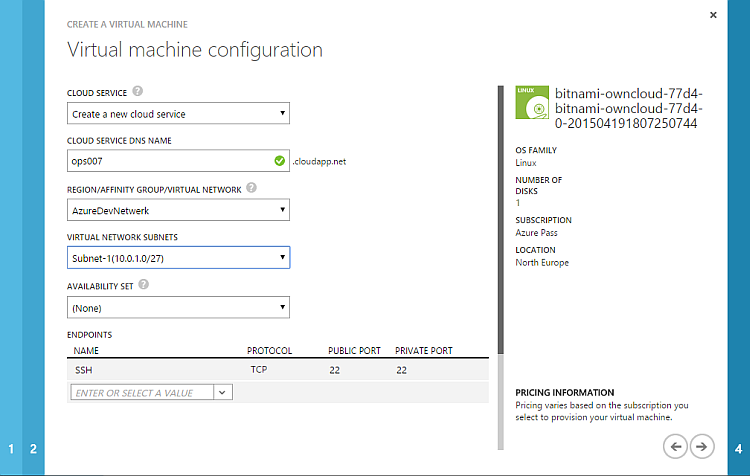 CREATE A VIRTUAL MACHINE
Virtual machine configuration
CLOUD SERVICE ?
Create a new cloud service
CLOUD SERVICE DNS NAME
ops007 .cloudapp.net
REGION/AFFINITY GROUP/VIRTUAL NETWORK ?
AzureDevNetwerk
VIRTUAL NETWORK SUBNETS
Subnet-1(10.0.1.0/27)
AVAILABILITY SET ?
(None)
ENDPOINTS
NAME PROTOCOL PUBLIC PORT PRIVATE PORT
SSH TCP 22 22
ENTER OR SELECT A VALUE
LINUX
bitnami-owncloud-77d4-
bitnami-owncloud-77d4-
0-201504191807250744
OS FAMILY
Linux
NUMBER OF
DISKS
1
SUBSCRIPTION
Azure Pass
LOCATION
North Europe
PRICING INFORMATION
Pricing varies based on the subscription you
select to provision your virtual machine.
1 2
4